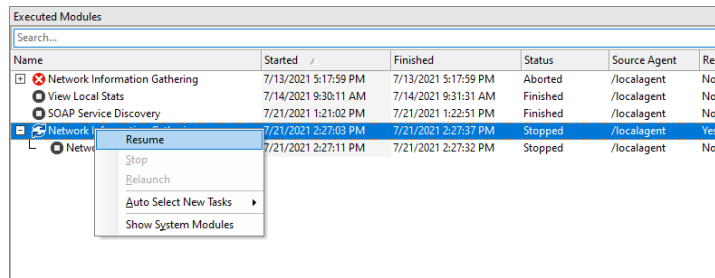 Executed Modules
Search...
Name Started Finished Status Source Agent Re
Network Information Gathering 7/13/2021 5:17:59 PM 7/13/2021 5:17:59 PM Aborted /localagent No
View Local Stats 7/14/2021 9:30:11 AM 7/14/2021 9:31:31 AM Finished /localagent No
SOAP Service Discovery 7/21/2021 1:21:02 PM 7/21/2021 1:22:51 PM Finished /localagent No
Network 7/21/2021 2:27:03 PM 7/21/2021 2:27:37 PM Stopped /localagent Yes
Netwo 7/21/2021 2:27:11 PM 7/21/2021 2:27:32 PM Stopped /localagent No
Resume
Stop
Relaunch
Auto Select New Tasks
Show System Modules